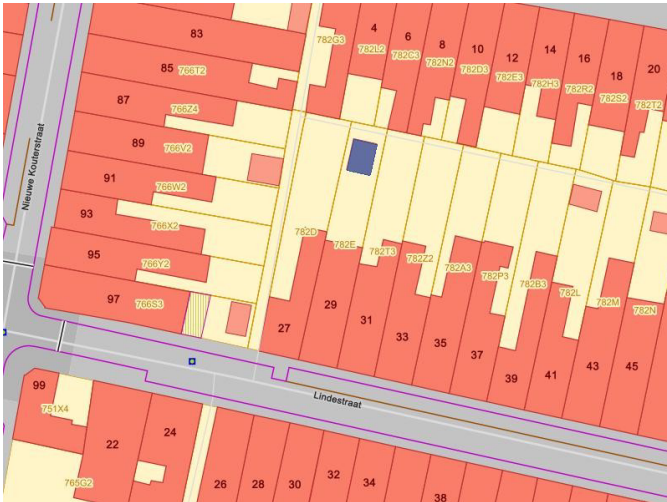 83
782G3
4
782L2
6
782C3
8
782N2
10
782D3
12
782E3
14
782H3
16
782R2
18
782S2
20
782T2
85
766T2
87
766Z4
89
766V2
91
766W2
93
766X2
95
766Y2
97
766S3
Nieuwe Kouterstraat
782D
782E
782T3
782Z2
782A3
782P3
782B3
782L
782M
782N
27
29
31
33
35
37
39
41
43
45
Lindestraat
99
751X4
22
24
765G2
26
28
30
32
34
38